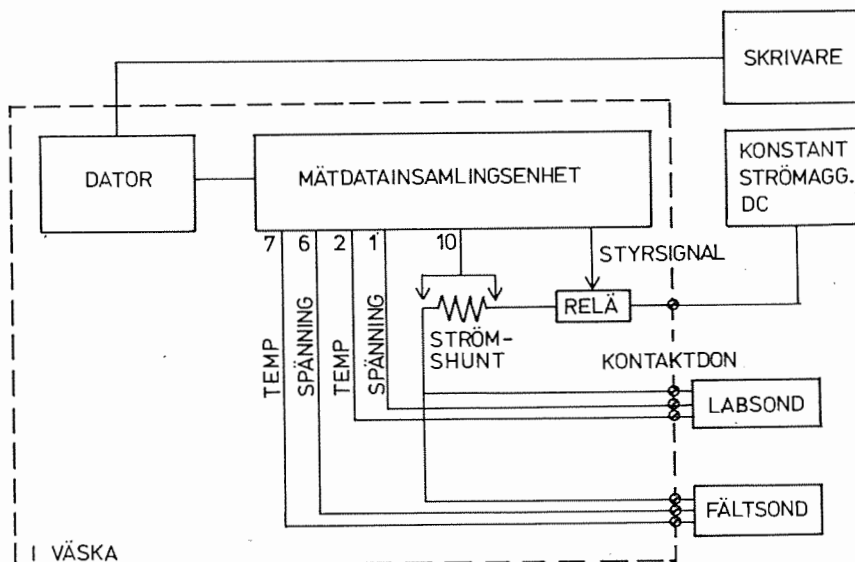 SKRIVARE
DATOR
MÄTDATAINSAMLINGSENHET
KONSTANT
STRÖMAGG.
DC
7
6
2
1
10
STYRSIGNAL
TEMP
SPÄNNING
TEMP
SPÄNNING
RELÄ
STRÖM-
SHUNT
KONTAKTDON
LABSOND
FÄLTSOND
I VÄSKA